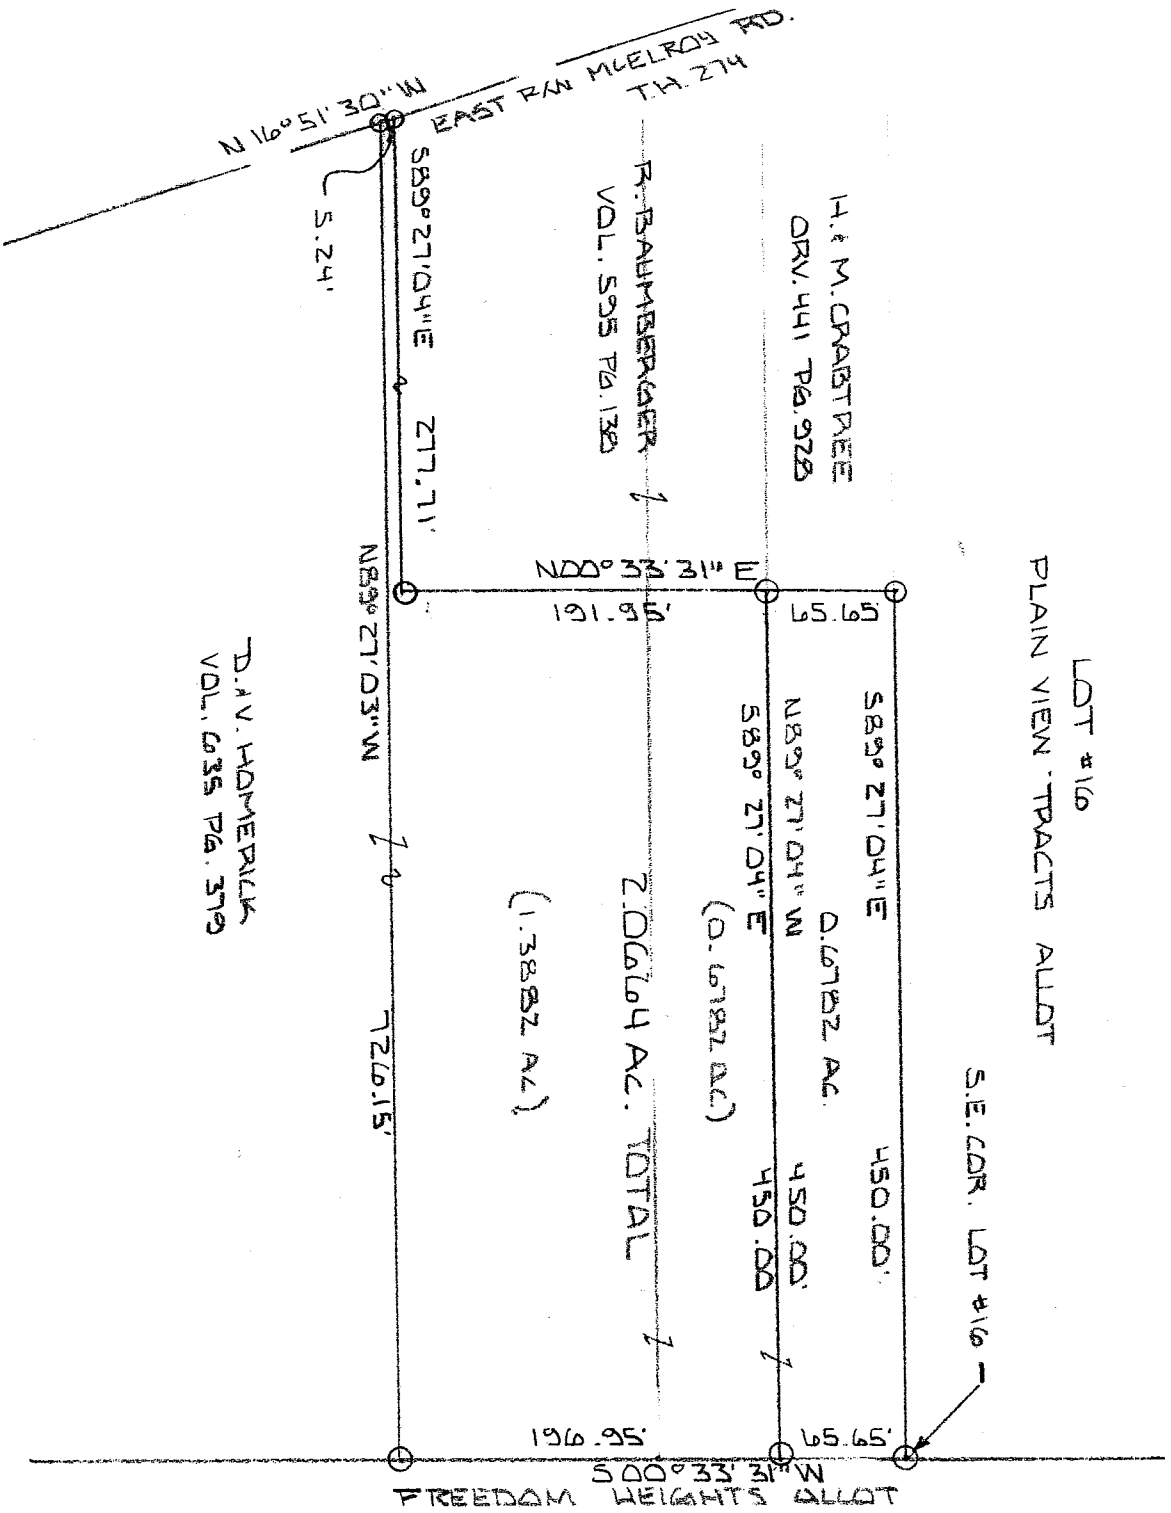 N 16° 51' 30" W
EAST R/W MCELROY RD.
T.H. 274
5.24'
S89° 27' 04" E 277.71'
R. BAUMBERGER
VOL. 595 PG. 138
H. & M. CRABTREE
ORV. 441 PG. 928
N00° 33' 31" E
191.95' 65.65'
LOT #16
PLAIN VIEW TRACTS ALLOT
N89° 27' 03" W 726.15'
D. & V. HOMERICK
VOL. 635 PG. 379
S89° 27' 04" E 450.00'
0.6782 AC.
N89° 27' 04" W 450.00'
S89° 27' 04" E 450.00
(0.6782 AC.)
2.0664 AC. TOTAL
(1.3882 AC)
S.E. COR. LOT #16
196.95' 65.65'
S00° 33' 31" W
FREEDOM HEIGHTS ALLOT